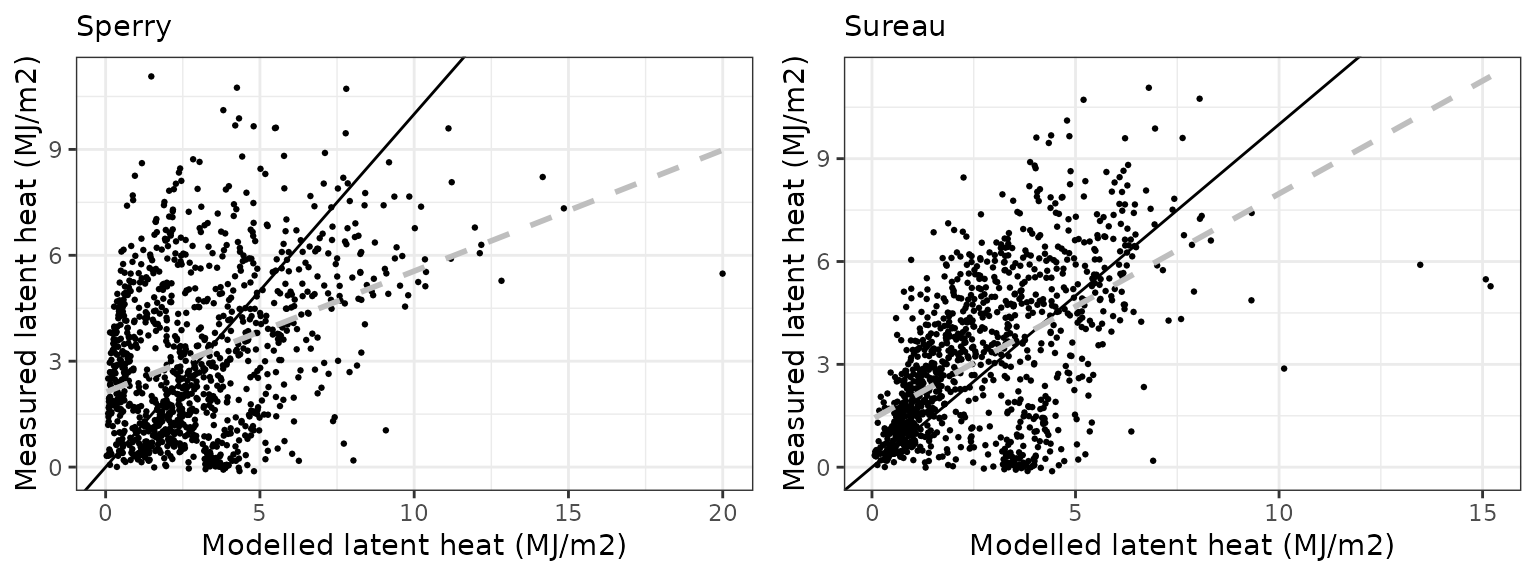 Sperry
Measured latent heat (MJ/m2)
9
6
3
0
0 5 10 15 20
Modelled latent heat (MJ/m2)
Sureau
Measured latent heat (MJ/m2)
9
6
3
0
0 5 10 15
Modelled latent heat (MJ/m2)